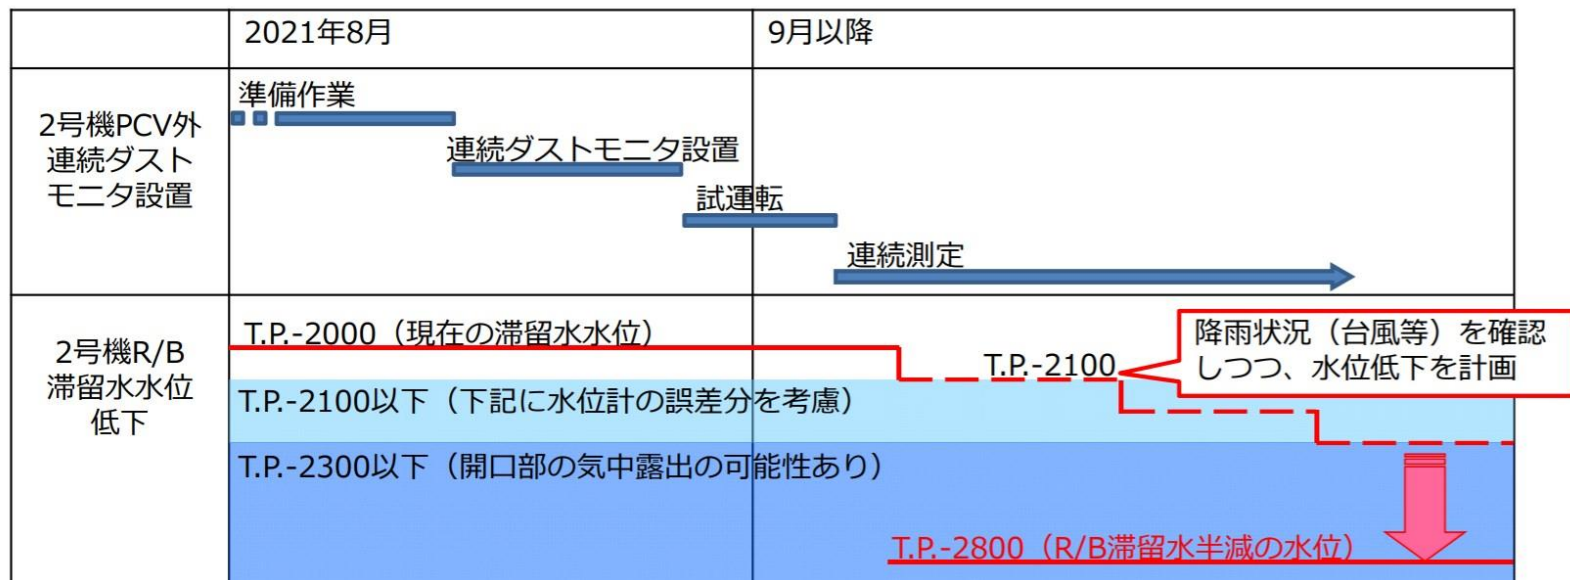 2021年8月
9月以降
2号機PCV外
連続ダスト
モニタ設置
準備作業
連続ダストモニタ設置
試運転
連続測定
2号機R/B
滞留水水位
低下
T.P.-2000（現在の滞留水水位）
T.P.-2100
降雨状況（台風等）を確認
しつつ、水位低下を計画
T.P.-2100以下（下記に水位計の誤差分を考慮）
T.P.-2300以下（開口部の気中露出の可能性あり）
T.P.-2800（R/B滞留水半減の水位）